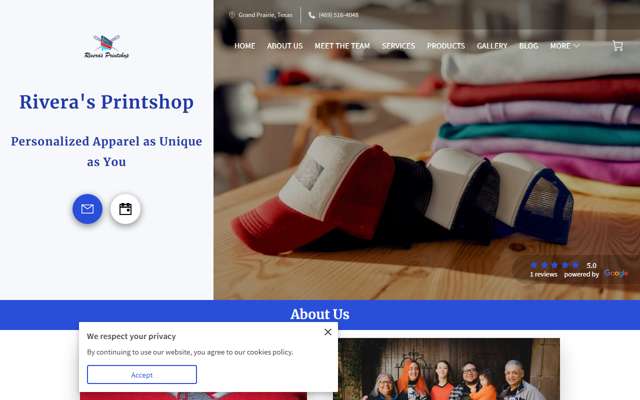 Grand Prairie, Texas
(469) 516-4048
HOME ABOUT US MEET THE TEAM SERVICES PRODUCTS GALLERY BLOG MORE
Riveras Printshop
Rivera's Printshop
Personalized Apparel as Unique
as You
5.0
1 reviews powered by Google
About Us
We respect your privacy
By continuing to use our website, you agree to our cookies policy.
Accept